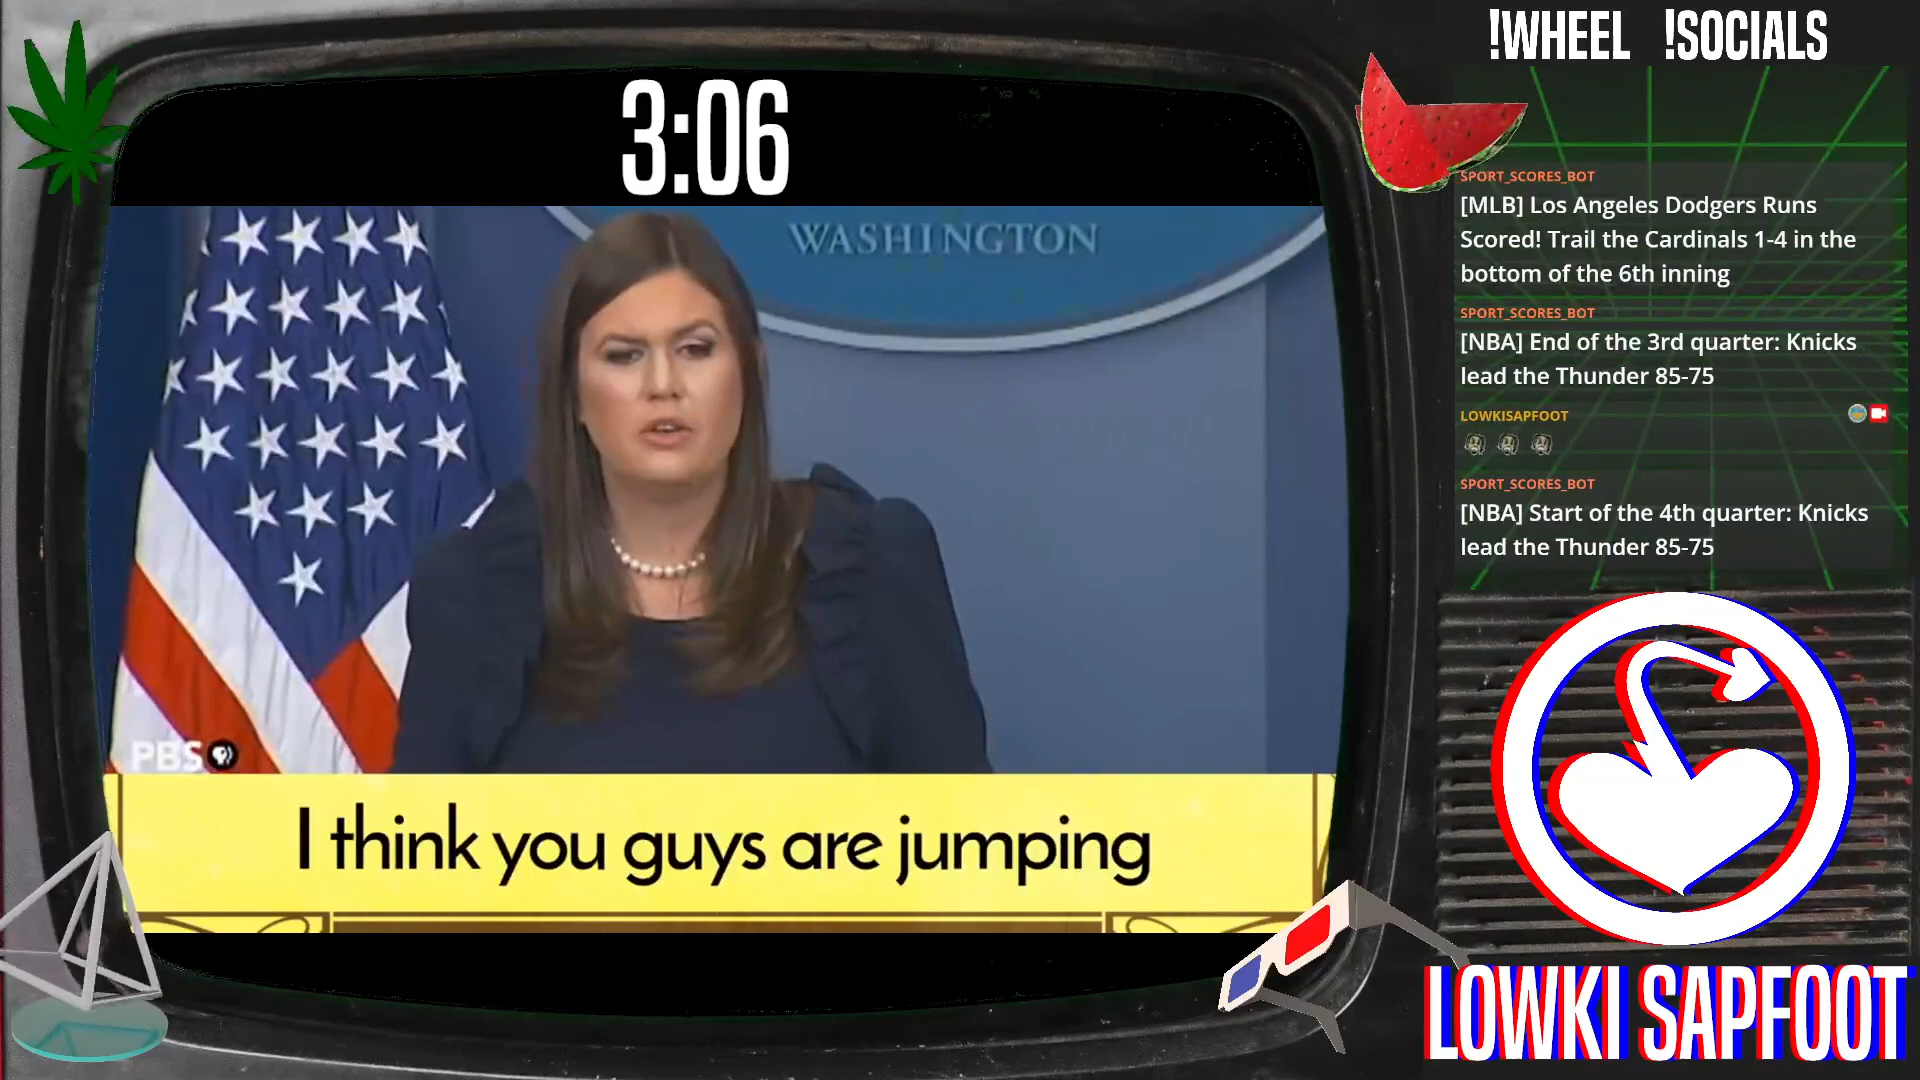 !WHEEL !SOCIALS
3:06
WASHINGTON
PBS
I think you guys are jumping
SPORT_SCORES_BOT
[MLB] Los Angeles Dodgers Runs
Scored! Trail the Cardinals 1-4 in the
bottom of the 6th inning
SPORT_SCORES_BOT
[NBA] End of the 3rd quarter: Knicks
lead the Thunder 85-75
LOWKISAPFOOT
SPORT_SCORES_BOT
[NBA] Start of the 4th quarter: Knicks
lead the Thunder 85-75
LOWKI SAPFOOT